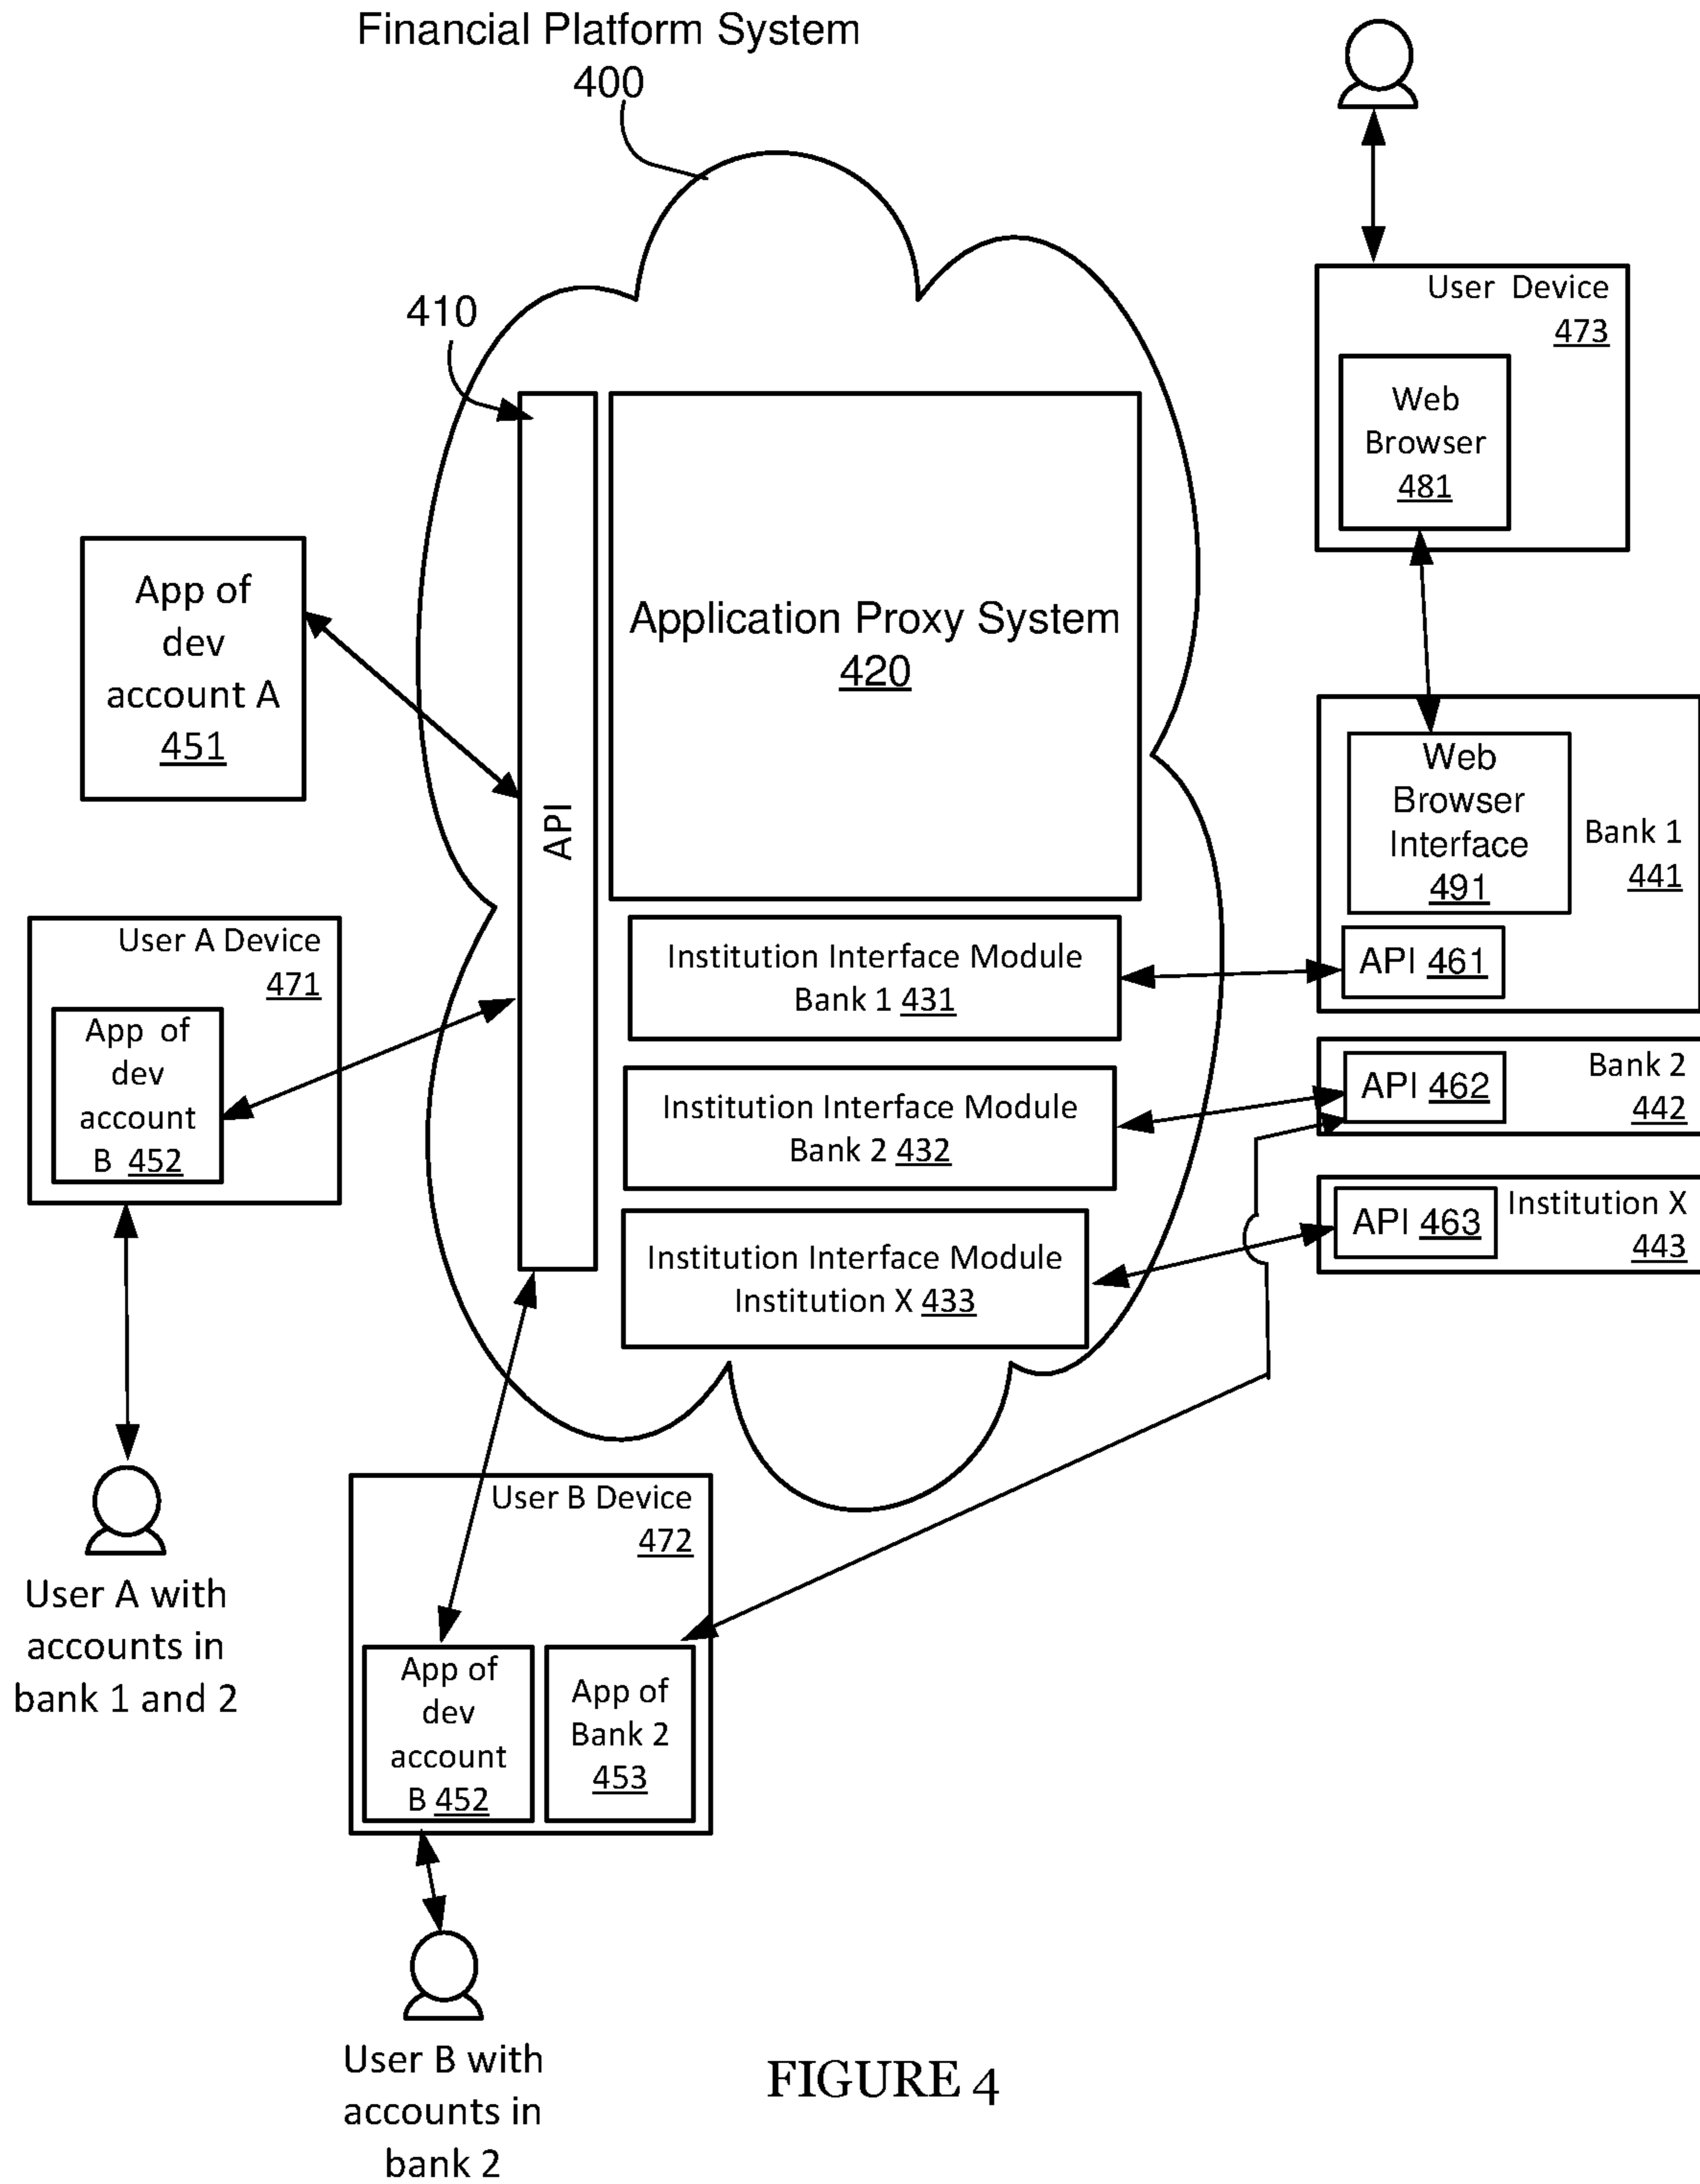 Financial Platform System
400
410
User Device
473
Web
Browser
481
App of
dev
account A
451
Application Proxy System
420
API
Web
Browser
Interface
491
Bank 1
441
API 461
User A Device
471
App of
dev
account
B 452
Institution Interface Module
Bank 1 431
Institution Interface Module
Bank 2 432
Institution Interface Module
Institution X 433
API 462
Bank 2
442
API 463
Institution X
443
User A with
accounts in
bank 1 and 2
User B Device
472
App of
dev
account
B 452
App of
Bank 2
453
User B with
accounts in
bank 2
FIGURE 4